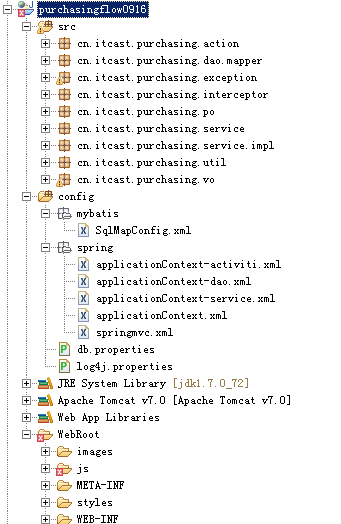 purchasingflow0916
src
cn.itcast.purchasing.action
cn.itcast.purchasing.dao.mapper
cn.itcast.purchasing.exception
cn.itcast.purchasing.interceptor
cn.itcast.purchasing.po
cn.itcast.purchasing.service
cn.itcast.purchasing.service.impl
cn.itcast.purchasing.util
cn.itcast.purchasing.vo
config
mybatis
SqlMapConfig.xml
spring
applicationContext-activiti.xml
applicationContext-dao.xml
applicationContext-service.xml
applicationContext.xml
springmvc.xml
db.properties
log4j.properties
JRE System Library [jdk1.7.0_72]
Apache Tomcat v7.0 [Apache Tomcat v7.0]
Web App Libraries
WebRoot
images
js
META-INF
styles
WEB-INF